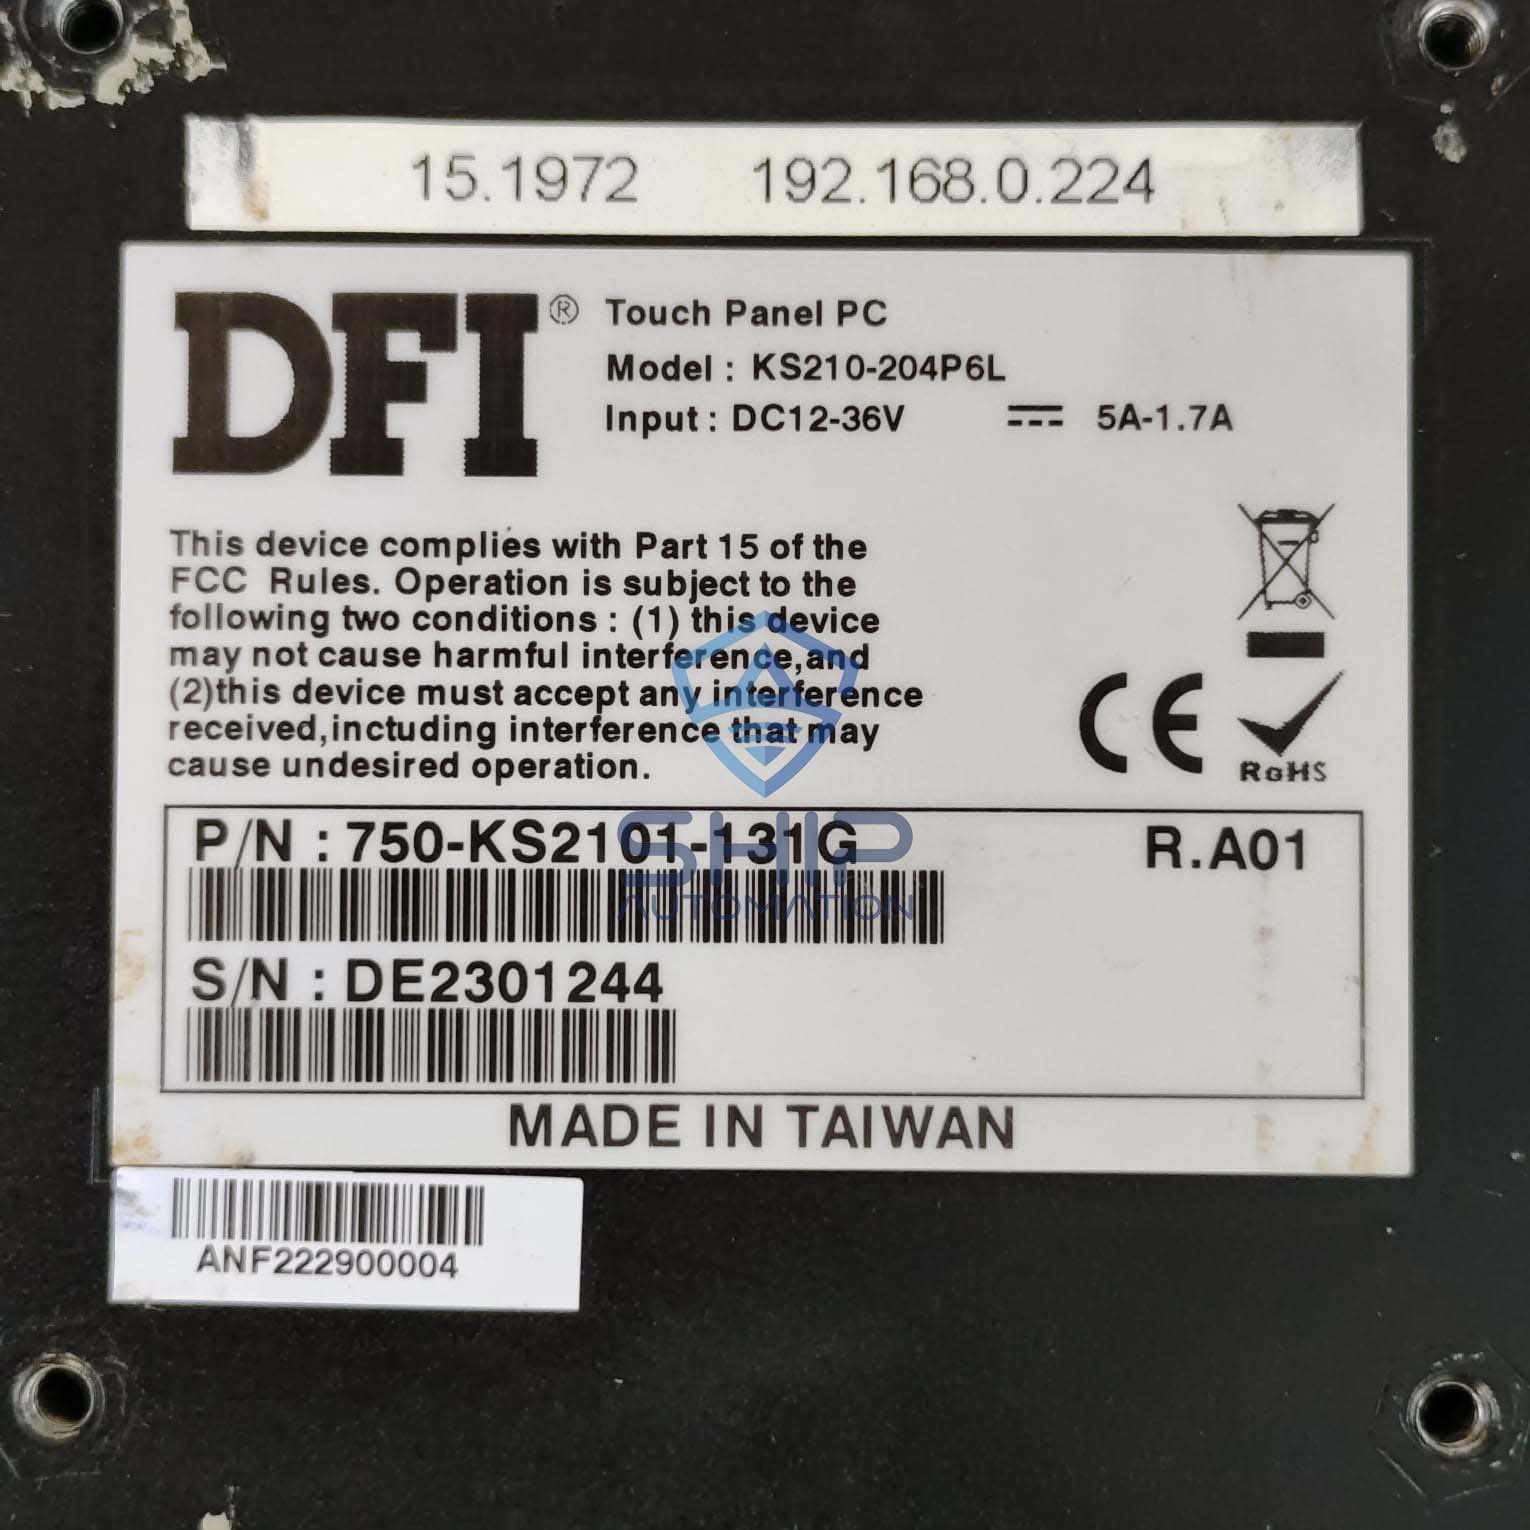 15.1972 192.168.0.224
DFI® Touch Panel PC
Model : KS210-204P6L
Input : DC12-36V ⎓ 5A-1.7A
This device complies with Part 15 of the
FCC Rules. Operation is subject to the
following two conditions : (1) this device
may not cause harmful interference,and
(2)this device must accept any interference
received,inctuding interference that may
cause undesired operation.
CE
RoHS
P/N : 750-KS2101-131G R.A01
S/N : DE2301244
MADE IN TAIWAN
ANF222900004
SHIP
AUTOMATION